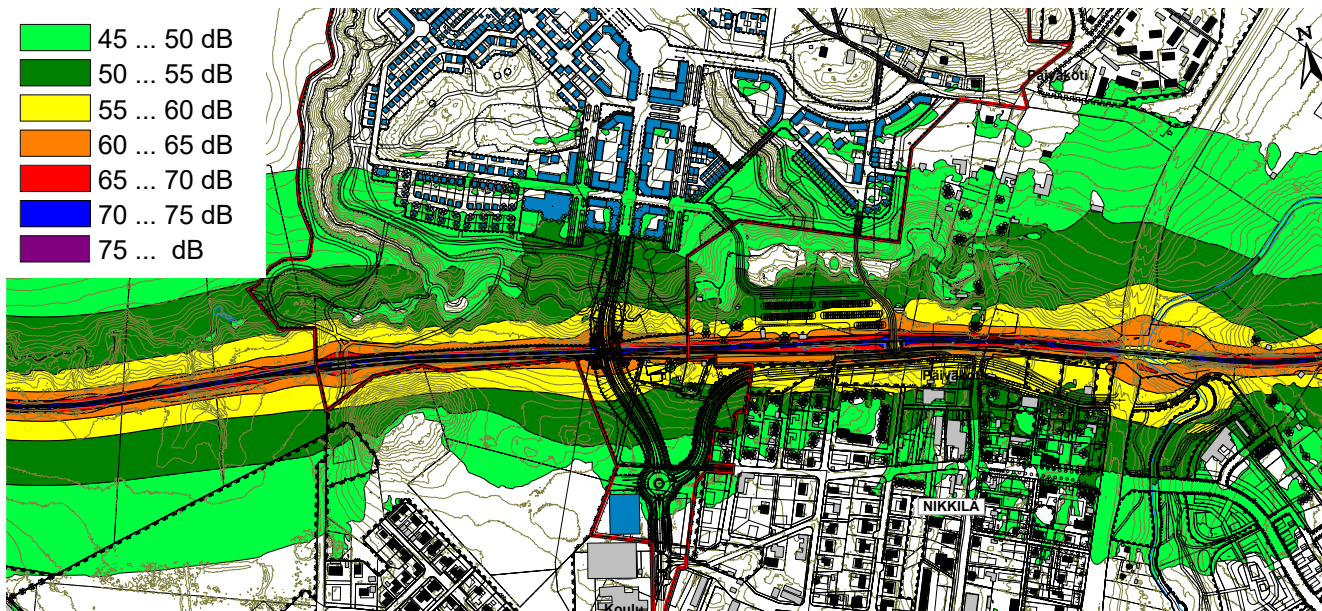 45 ... 50 dB
50 ... 55 dB
55 ... 60 dB
60 ... 65 dB
65 ... 70 dB
70 ... 75 dB
75 ... dB
N
Päiväkoti
NIKKILÄ
Koulu